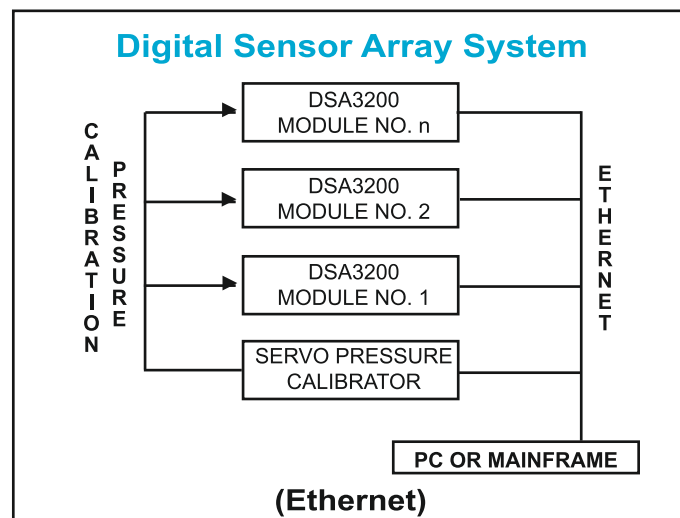 Digital Sensor Array System
CALIBRATION
PRESSURE
DSA3200
MODULE NO. n
DSA3200
MODULE NO. 2
DSA3200
MODULE NO. 1
SERVO PRESSURE
CALIBRATOR
ETHERNET
PC OR MAINFRAME
(Ethernet)